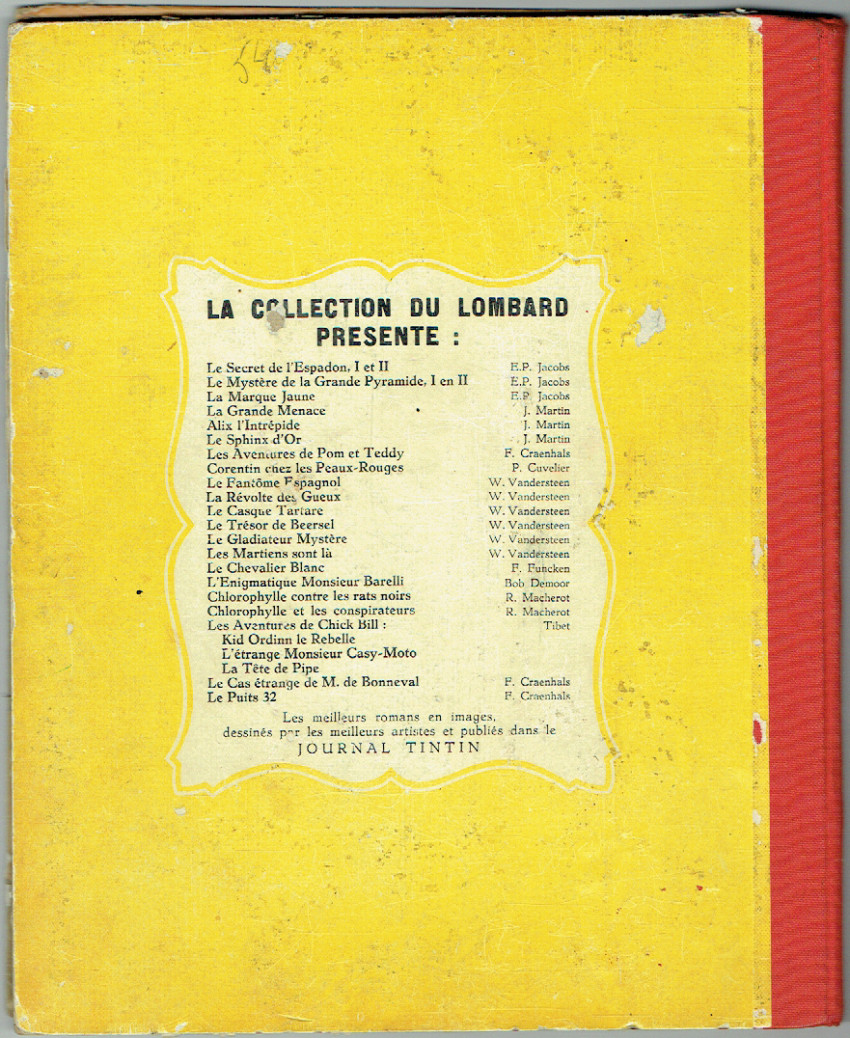 54
LA COLLECTION DU LOMBARD
PRESENTE :
Le Secret de l'Espadon, I et II E.P. Jacobs
Le Mystère de la Grande Pyramide, I en II E.P. Jacobs
La Marque Jaune E.P. Jacobs
La Grande Menace J. Martin
Alix l'Intrépide J. Martin
Le Sphinx d'Or J. Martin
Les Aventures de Pom et Teddy F. Craenhals
Corentin chez les Peaux-Rouges P. Cuvelier
Le Fantôme Espagnol W. Vandersteen
La Révolte des Gueux W. Vandersteen
Le Casque Tartare W. Vandersteen
Le Trésor de Beersel W. Vandersteen
Le Gladiateur Mystère W. Vandersteen
Les Martiens sont là W. Vandersteen
Le Chevalier Blanc F. Funcken
L'Enigmatique Monsieur Barelli Bob Demoor
Chlorophylle contre les rats noirs R. Macherot
Chlorophylle et les conspirateurs R. Macherot
Les Aventures de Chick Bill : Tibet
Kid Ordinn le Rebelle
L'étrange Monsieur Casy-Moto
La Tête de Pipe
Le Cas étrange de M. de Bonneval F. Craenhals
Le Puits 32 F. Craenhals
Les meilleurs romans en images,
dessinés par les meilleurs artistes et publiés dans le
JOURNAL TINTIN